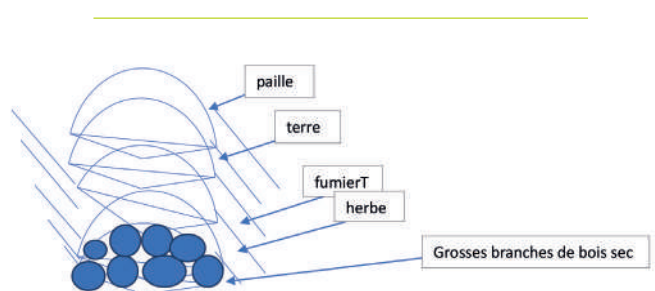 paille
terre
fumierT
herbe
Grosses branches de bois sec